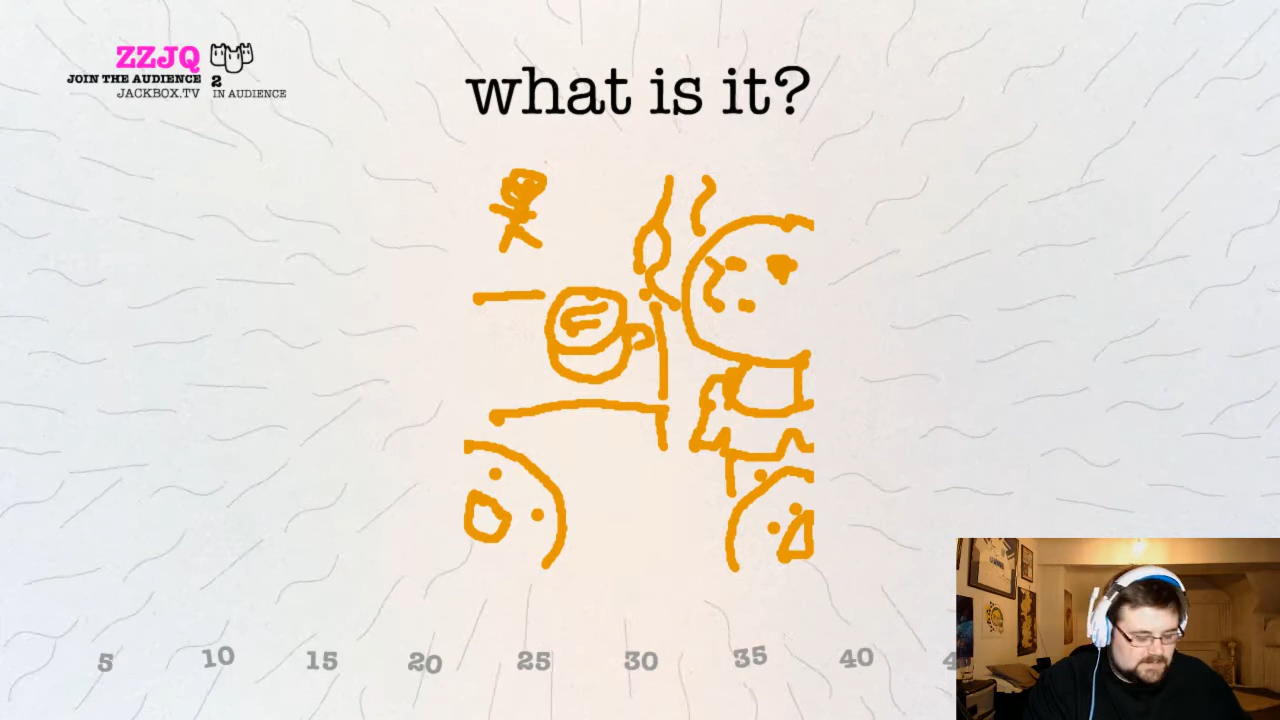 ZZJQ
JOIN THE AUDIENCE
JACKBOX.TV
2
IN AUDIENCE
what is it?
5 10 15 20 25 30 35 40